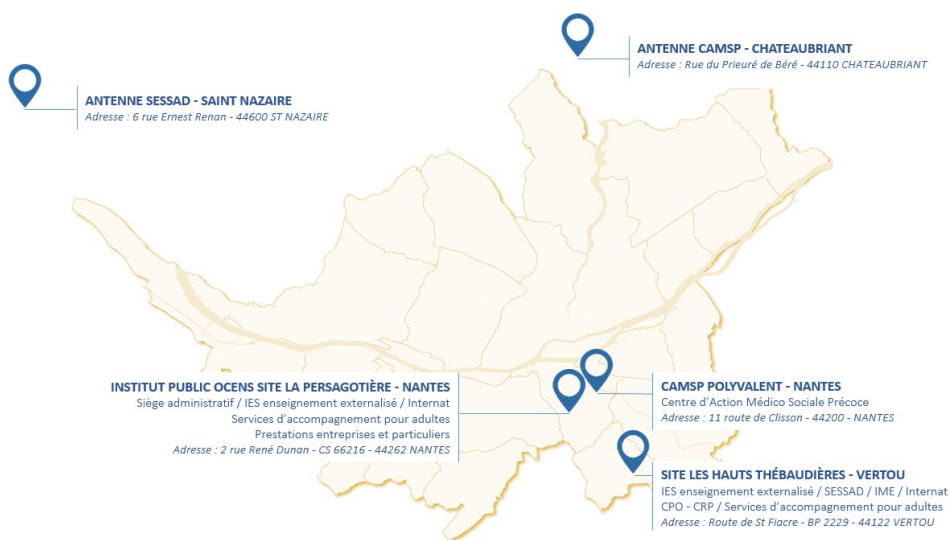 ANTENNE CAMSP - CHATEAUBRIANT
Adresse : Rue du Prieuré de Béré - 44110 CHATEAUBRIANT
ANTENNE SESSAD - SAINT NAZAIRE
Adresse : 6 rue Ernest Renan - 44600 ST NAZAIRE
INSTITUT PUBLIC OCENS SITE LA PERSAGOTIÈRE - NANTES
Siège administratif / IES enseignement externalisé / Internat
Services d'accompagnement pour adultes
Prestations entreprises et particuliers
Adresse : 2 rue René Dunan - CS 66216 - 44262 NANTES
CAMSP POLYVALENT - NANTES
Centre d'Action Médico Sociale Précoce
Adresse : 11 route de Clisson - 44200 - NANTES
SITE LES HAUTS THÉBAUDIÈRES - VERTOU
IES enseignement externalisé / SESSAD / IME / Internat
CPO - CRP / Services d'accompagnement pour adultes
Adresse : Route de St Fiacre - BP 2229 - 44122 VERTOU